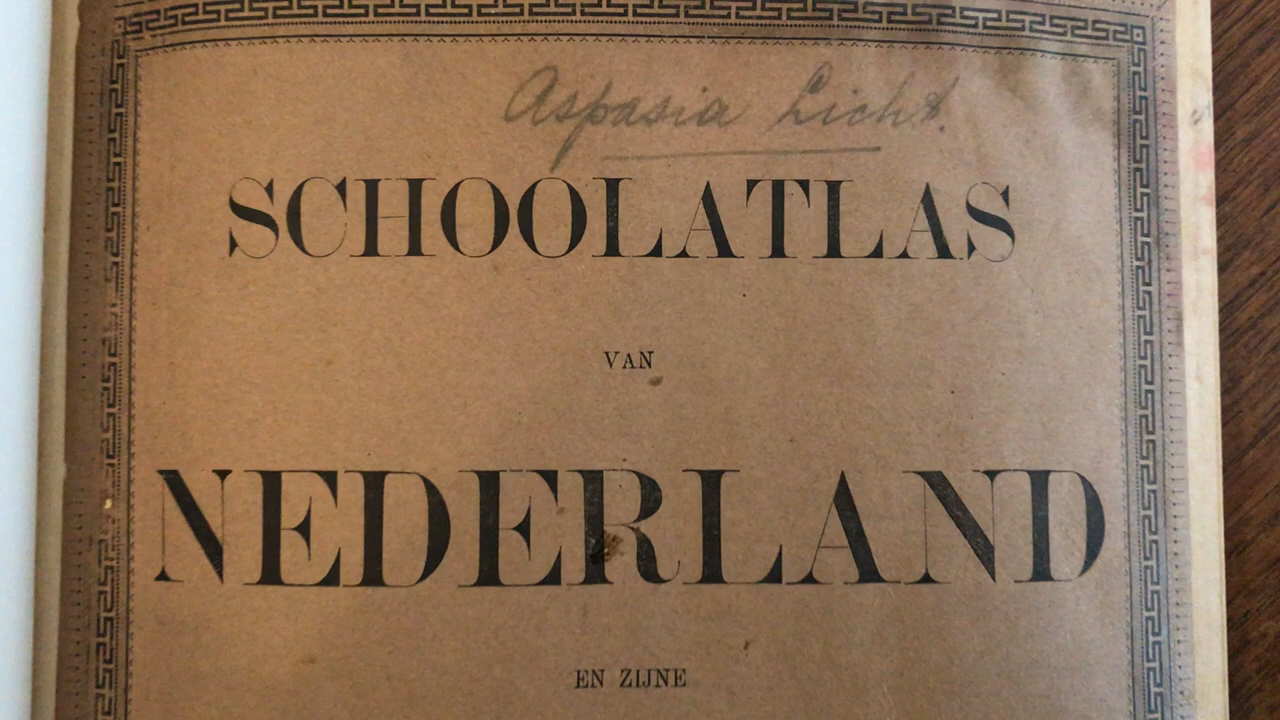 Aspasia Licht.
SCHOOLATLAS
VAN
NEDERLAND
EN ZIJNE